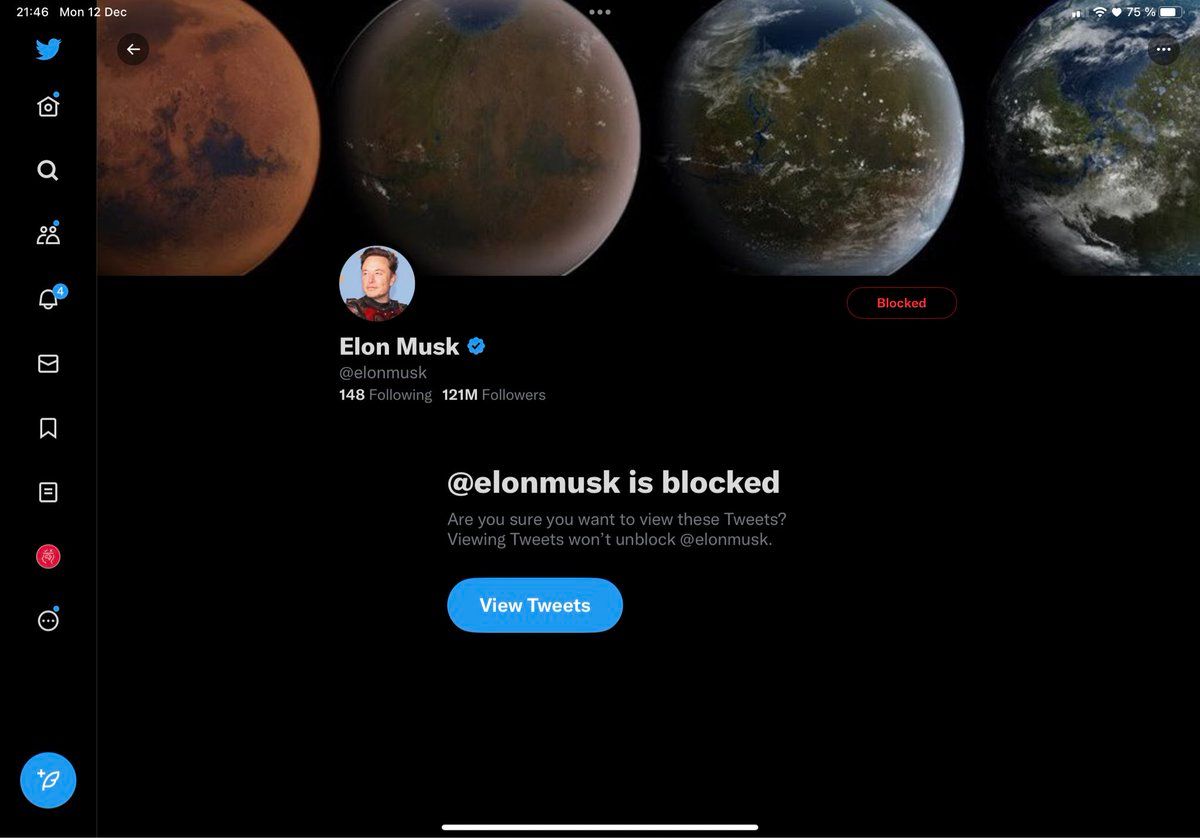 21:46 Mon 12 Dec
75 %
4
Blocked
Elon Musk
@elonmusk
148 Following 121M Followers
@elonmusk is blocked
Are you sure you want to view these Tweets?
Viewing Tweets won’t unblock @elonmusk.
View Tweets